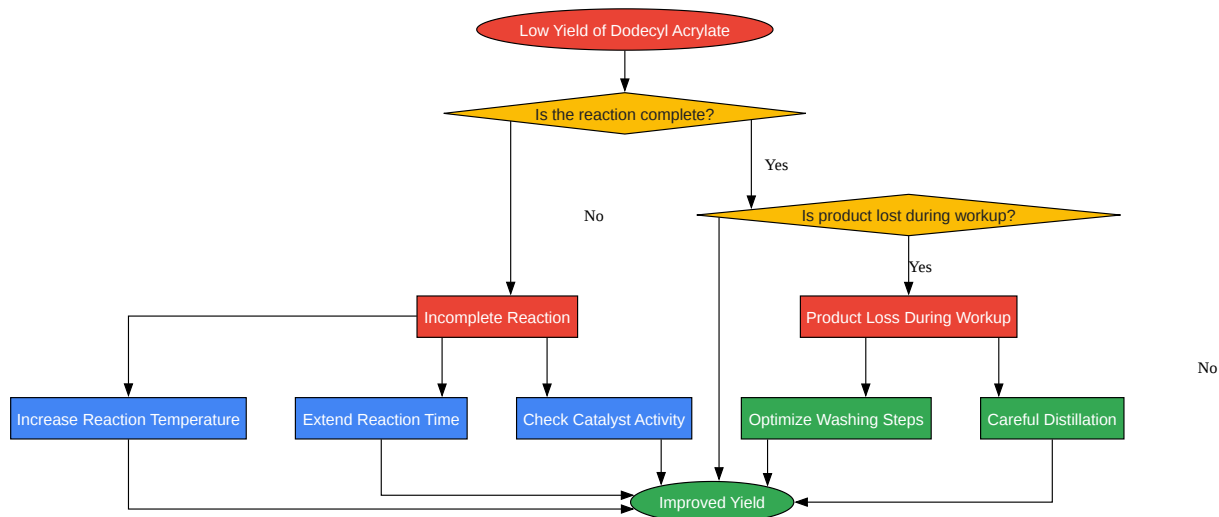 Low Yield of Dodecyl Acrylate
Is the reaction complete?
Yes
No
Is product lost during workup?
Yes
Incomplete Reaction
Product Loss During Workup
No
Increase Reaction Temperature
Extend Reaction Time
Check Catalyst Activity
Optimize Washing Steps
Careful Distillation
Improved Yield